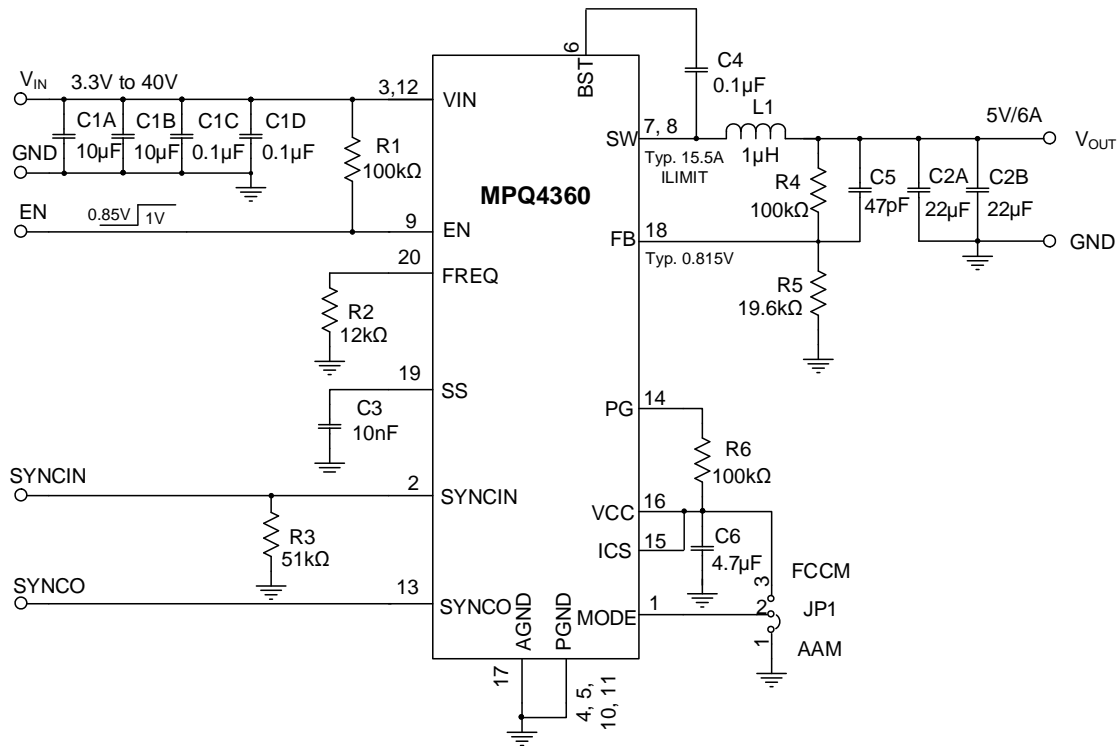 V_IN 3.3V to 40V
C1A
10µF
C1B
10µF
C1C
0.1µF
C1D
0.1µF
GND
R1
100kΩ
EN
0.85V
1V
3,12
VIN
9
EN
20
FREQ
R2
12kΩ
19
SS
C3
10nF
SYNCIN
2
SYNCIN
R3
51kΩ
SYNCO
13
SYNCO
MPQ4360
6
BST
C4
0.1µF
SW
7, 8
Typ. 15.5A
ILIMIT
L1
1µH
5V/6A
V_OUT
R4
100kΩ
C5
47pF
C2A
22µF
C2B
22µF
GND
FB
18
Typ. 0.815V
R5
19.6kΩ
PG
14
R6
100kΩ
VCC
16
ICS
15
C6
4.7µF
MODE
1
3
FCCM
2
JP1
1
AAM
AGND
PGND
17
4, 5,
10, 11